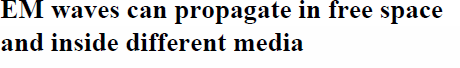 EM waves can propagate in free space
and inside different media